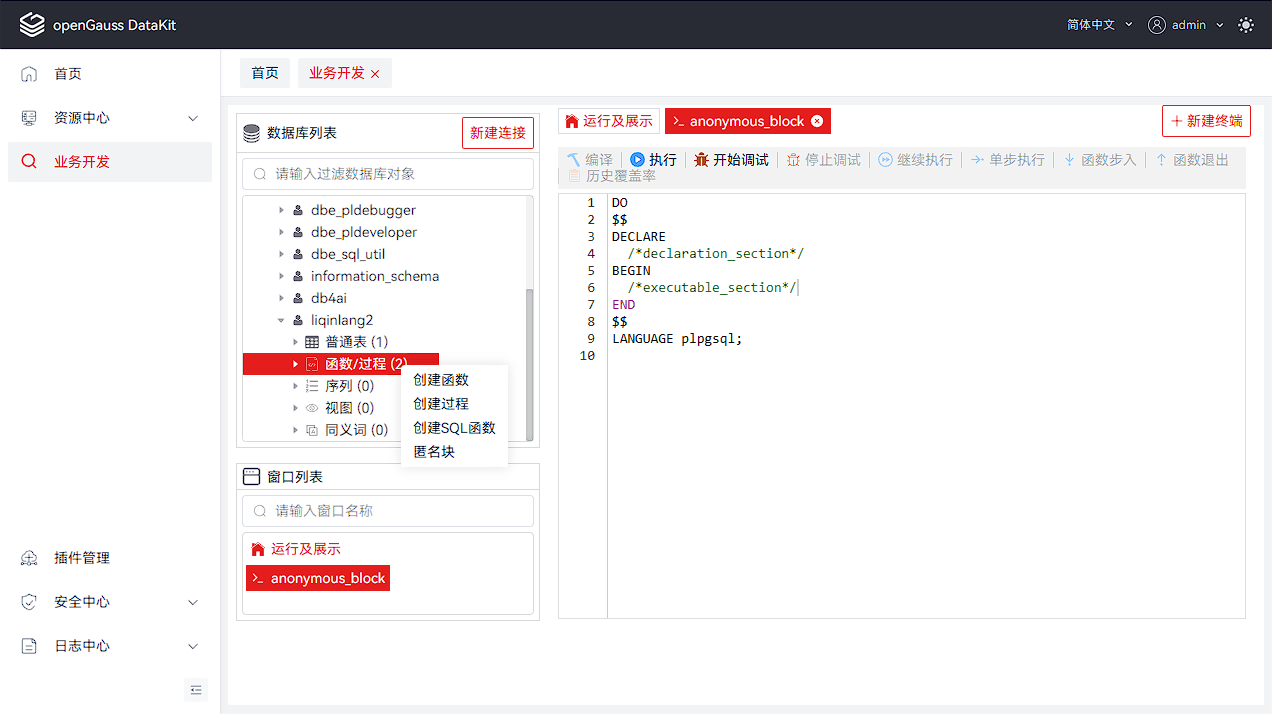 openGauss DataKit
简体中文
admin
首页
资源中心
业务开发
插件管理
安全中心
日志中心
首页
业务开发
数据库列表
新建连接
请输入过滤数据库对象
dbe_pldebugger
dbe_pldeveloper
dbe_sql_util
information_schema
db4ai
liqinlang2
普通表 (1)
函数/过程 (2)
序列 (0)
视图 (0)
同义词 (0)
创建函数
创建过程
创建SQL函数
匿名块
窗口列表
请输入窗口名称
运行及展示
anonymous_block
运行及展示
anonymous_block
新建终端
编译 执行 开始调试 停止调试 继续执行 单步执行 函数步入 函数退出
历史覆盖率
1 DO
2 $$
3 DECLARE
4 /*declaration_section*/
5 BEGIN
6 /*executable_section*/
7 END
8 $$
9 LANGUAGE plpgsql;
10